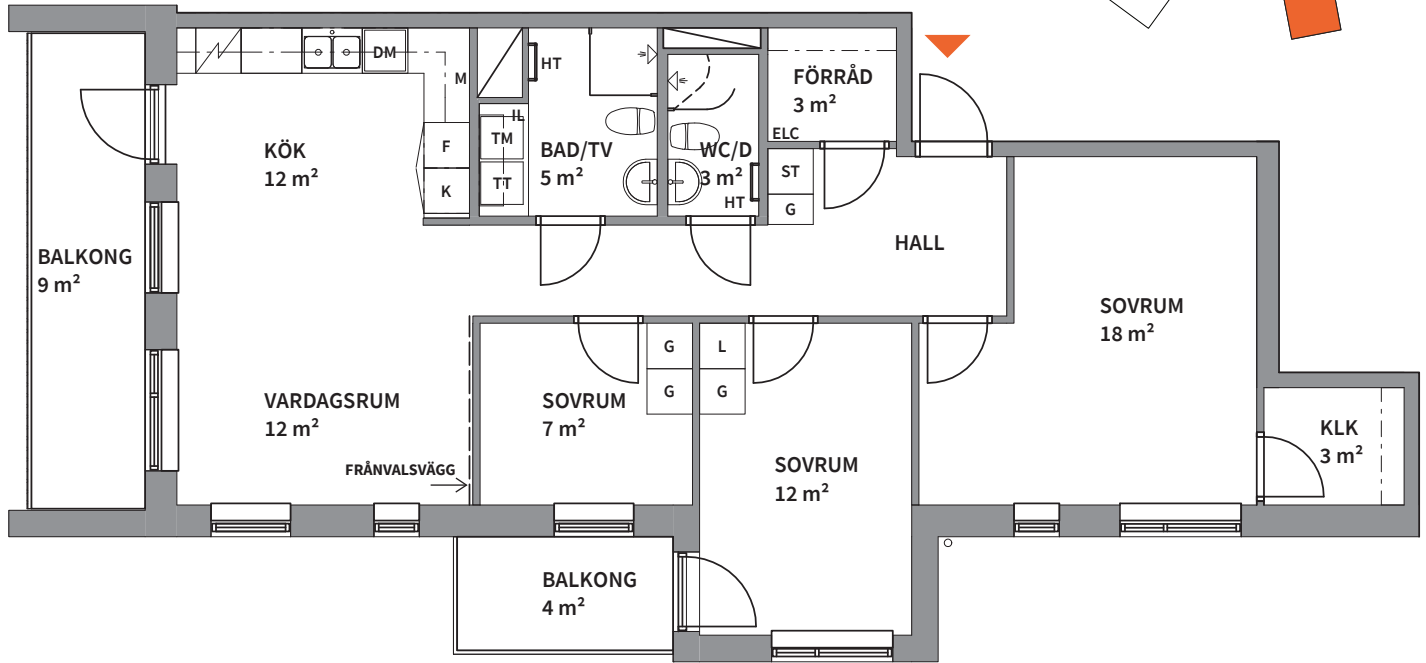 DM
M
HT
FÖRRÅD
3 m²
ELC
KÖK
12 m²
F
K
IL
TM
TT
BAD/TV
5 m²
WC/D
3 m²
HT
ST
G
HALL
BALKONG
9 m²
SOVRUM
18 m²
VARDAGSRUM
12 m²
FRÅNVALSVÄGG
SOVRUM
7 m²
G
G
L
G
SOVRUM
12 m²
KLK
3 m²
BALKONG
4 m²